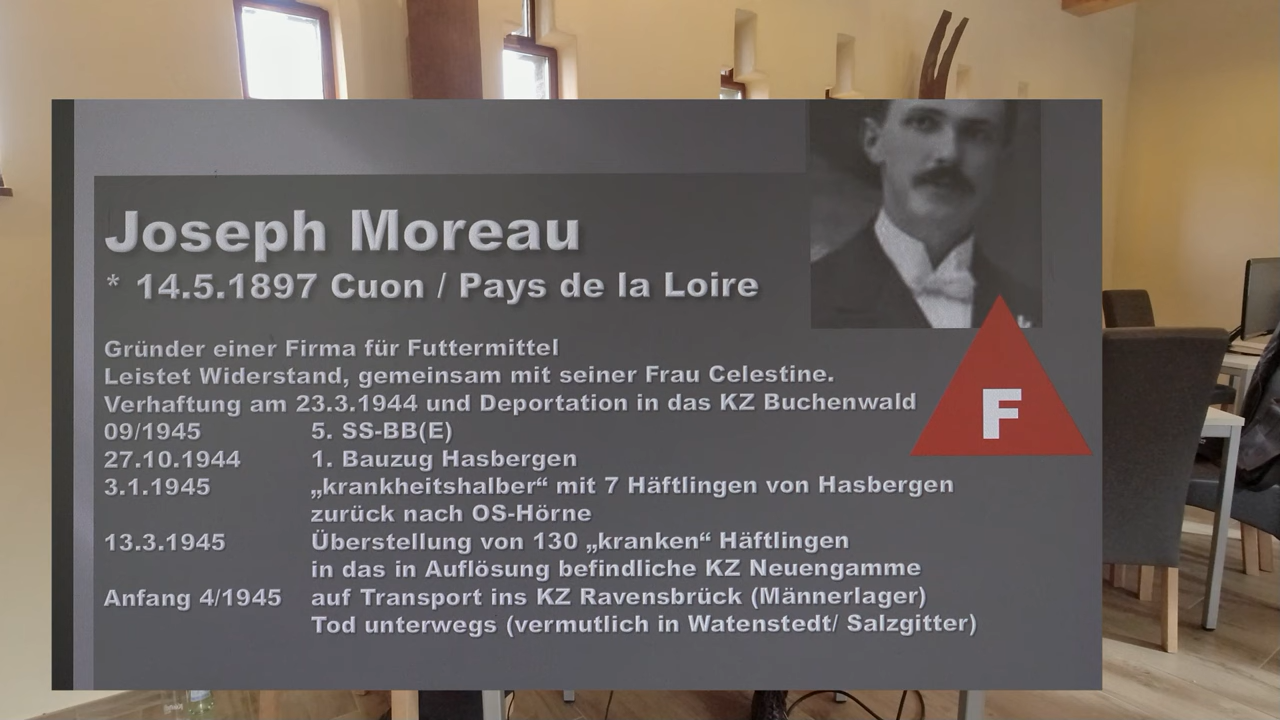 Joseph Moreau
* 14.5.1897 Cuon / Pays de la Loire
Gründer einer Firma für Futtermittel
Leistet Widerstand, gemeinsam mit seiner Frau Celestine.
Verhaftung am 23.3.1944 und Deportation in das KZ Buchenwald
09/1945 5. SS-BB(E)
27.10.1944 1. Bauzug Hasbergen
3.1.1945 „krankheitshalber“ mit 7 Häftlingen von Hasbergen
zurück nach OS-Hörne
13.3.1945 Überstellung von 130 „kranken“ Häftlingen
in das in Auflösung befindliche KZ Neuengamme
Anfang 4/1945 auf Transport ins KZ Ravensbrück (Männerlager)
Tod unterwegs (vermutlich in Watenstedt/ Salzgitter)
F